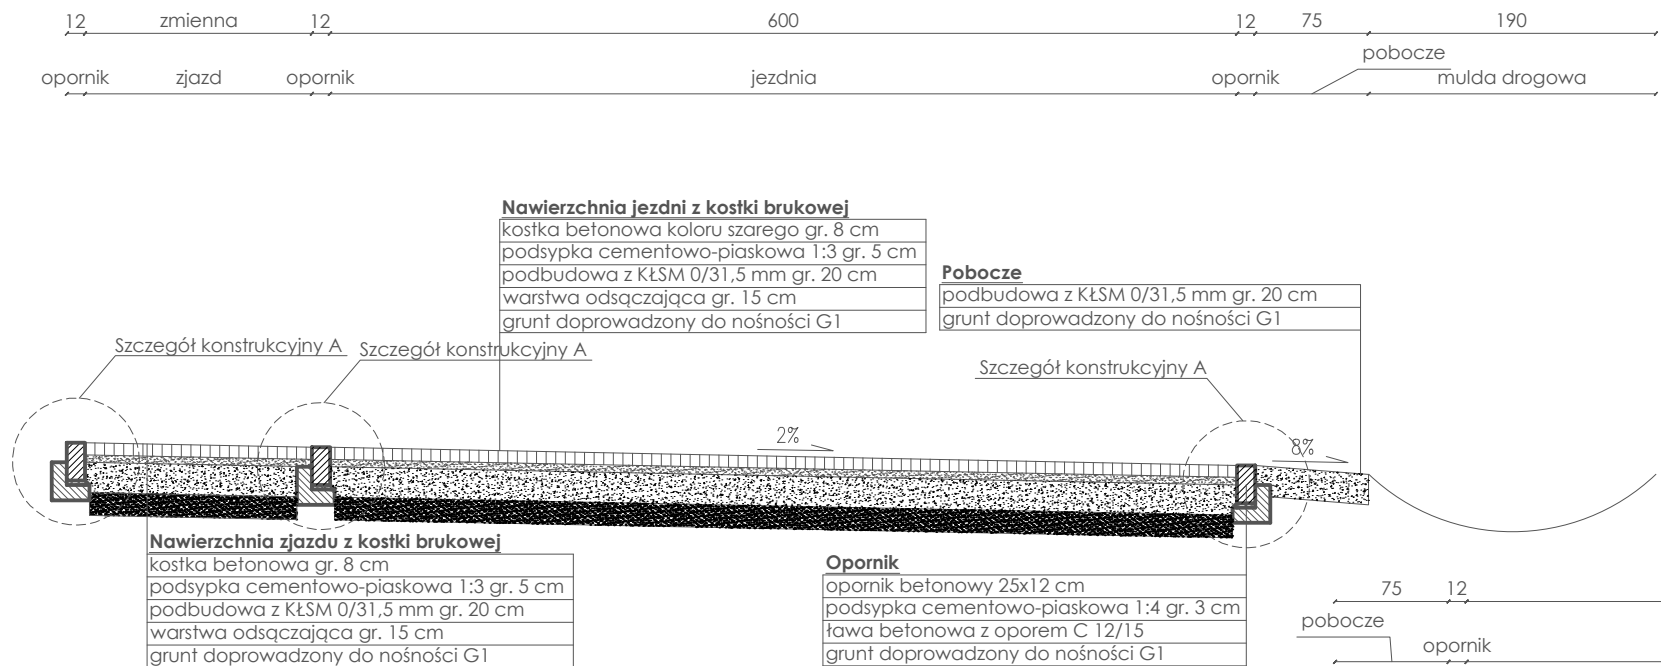 12 zmienna 12 600 12 75 190
pobocze
opornik zjazd opornik jezdnia opornik mulda drogowa
Nawierzchnia jezdni z kostki brukowej
kostka betonowa koloru szarego gr. 8 cm
podsypka cementowo-piaskowa 1:3 gr. 5 cm
podbudowa z KŁSM 0/31,5 mm gr. 20 cm
warstwa odsączająca gr. 15 cm
grunt doprowadzony do nośności G1
Pobocze
podbudowa z KŁSM 0/31,5 mm gr. 20 cm
grunt doprowadzony do nośności G1
Szczegół konstrukcyjny A
Szczegół konstrukcyjny A
Szczegół konstrukcyjny A
2%
8%
Nawierzchnia zjazdu z kostki brukowej
kostka betonowa gr. 8 cm
podsypka cementowo-piaskowa 1:3 gr. 5 cm
podbudowa z KŁSM 0/31,5 mm gr. 20 cm
warstwa odsączająca gr. 15 cm
grunt doprowadzony do nośności G1
Opornik
opornik betonowy 25x12 cm
podsypka cementowo-piaskowa 1:4 gr. 3 cm
ława betonowa z oporem C 12/15
grunt doprowadzony do nośności G1
75 12
pobocze
opornik